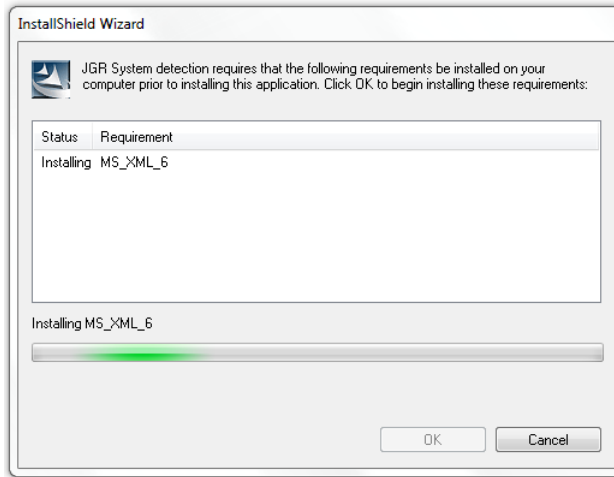 InstallShield Wizard
JGR System detection requires that the following requirements be installed on your
computer prior to installing this application. Click OK to begin installing these requirements:
Status Requirement
Installing MS_XML_6
Installing MS_XML_6
OK Cancel